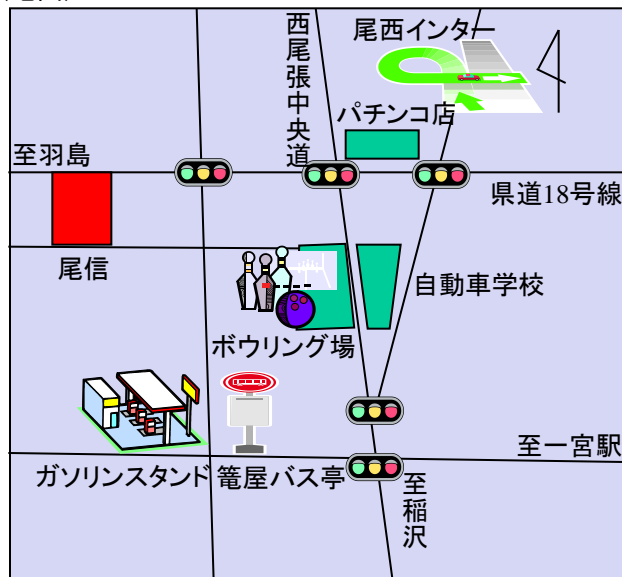 西尾張中央道
尾西インター
パチンコ店
至羽島
県道18号線
尾信
自動車学校
ボウリング場
至一宮駅
ガソリンスタンド
篭屋バス亭
至稲沢